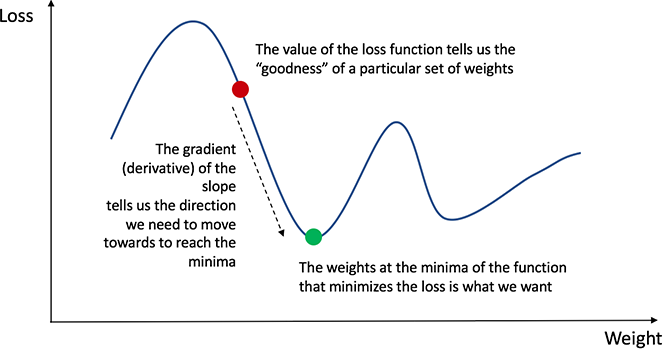 Loss
The value of the loss function tells us the
“goodness” of a particular set of weights
The gradient
(derivative) of the
slope
tells us the direction
we need to move
towards to reach the
minima
The weights at the minima of the function
that minimizes the loss is what we want
Weight